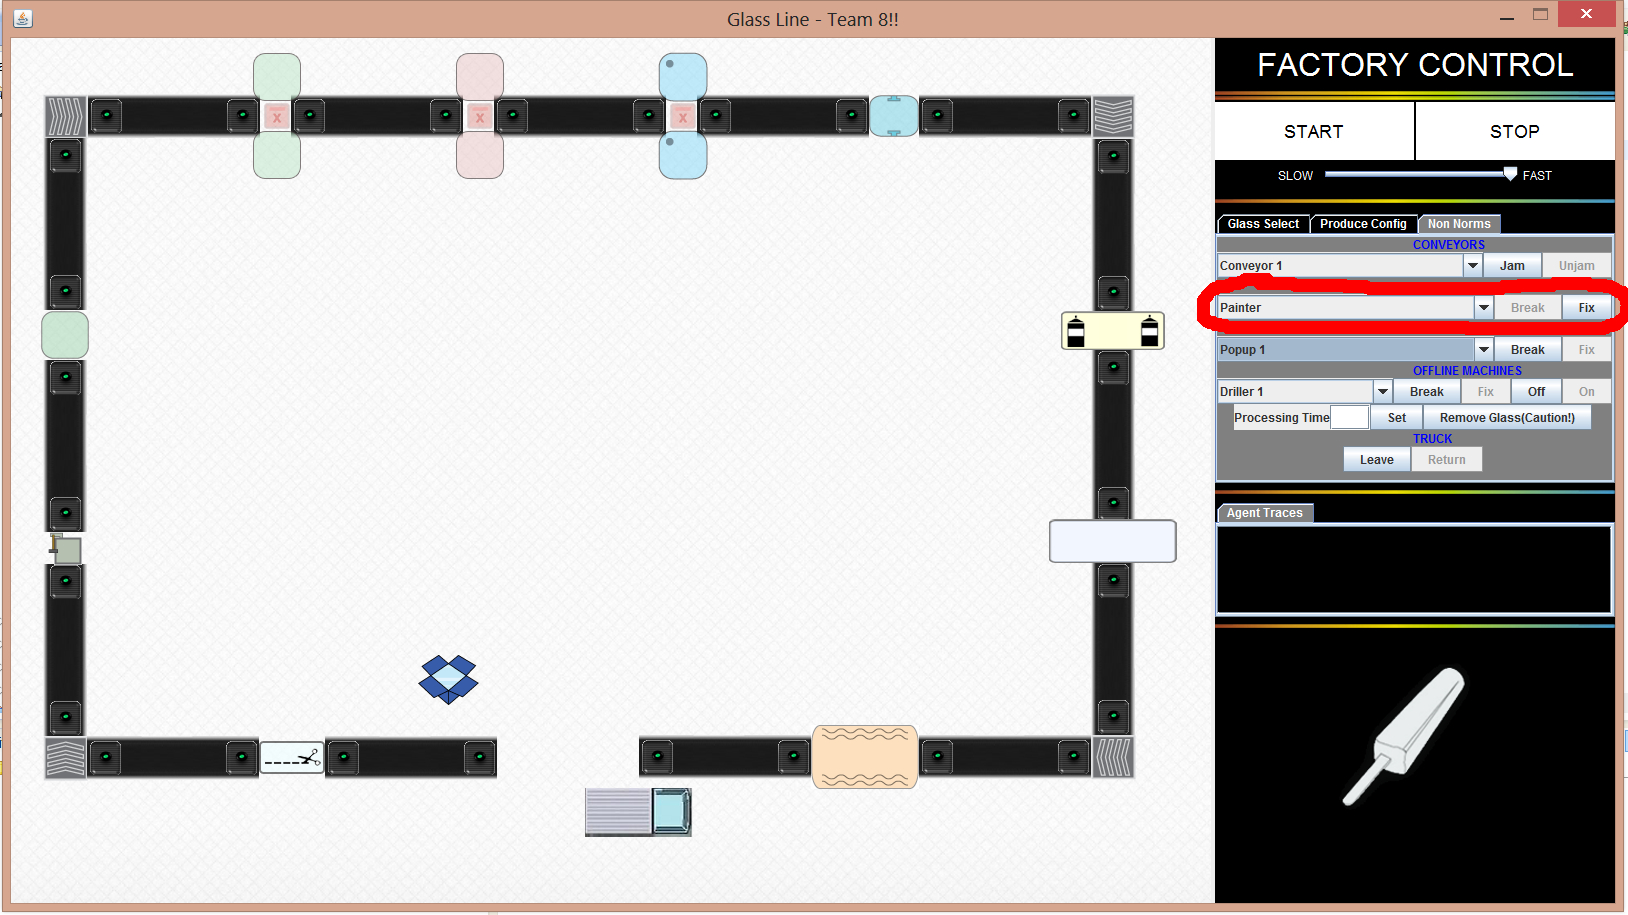 Glass Line - Team 8!!
FACTORY CONTROL
START STOP
SLOW FAST
Glass Select Produce Config Non Norms
CONVEYORS
Conveyor 1 Jam Unjam
Painter Break Fix
Popup 1 Break Fix
OFFLINE MACHINES
Driller 1 Break Fix Off On
Processing Time Set Remove Glass(Caution!)
TRUCK
Leave Return
Agent Traces
X
X
X